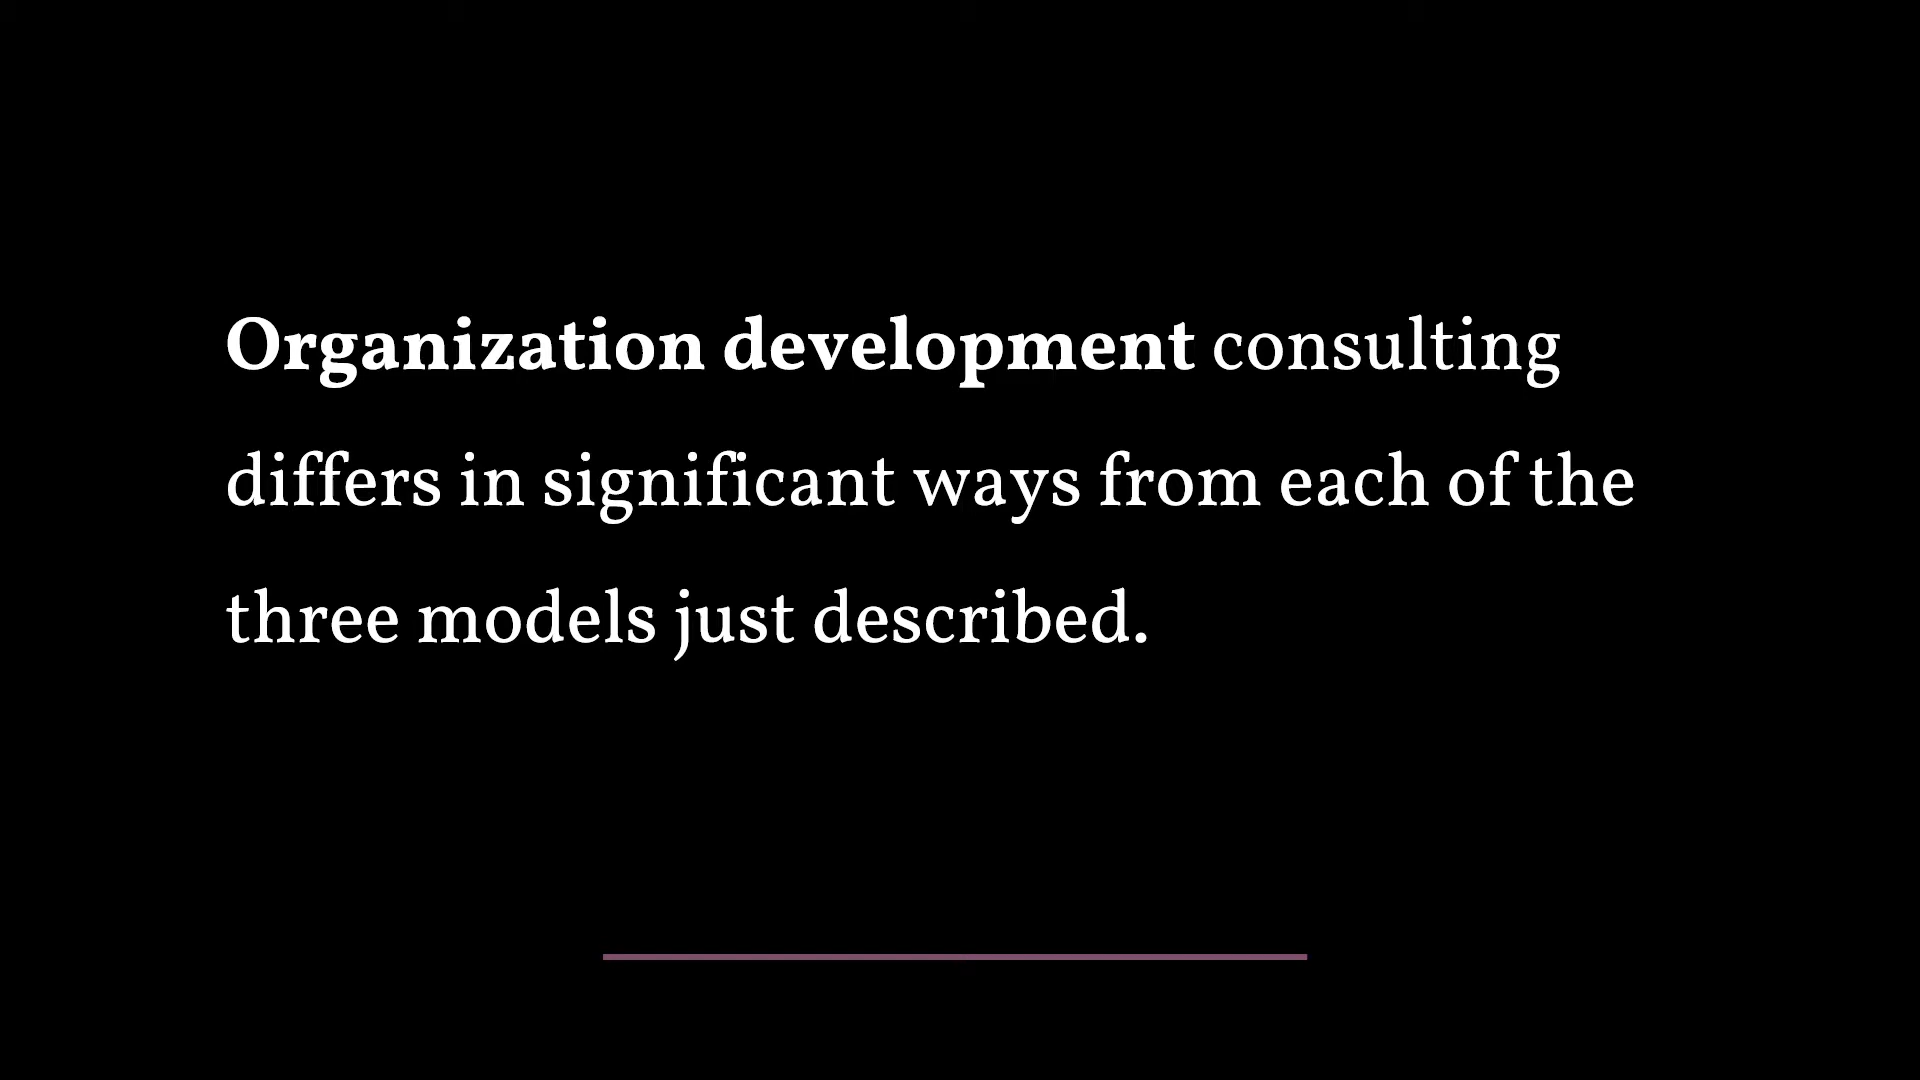 Organization development consulting
differs in significant ways from each of the
three models just described.